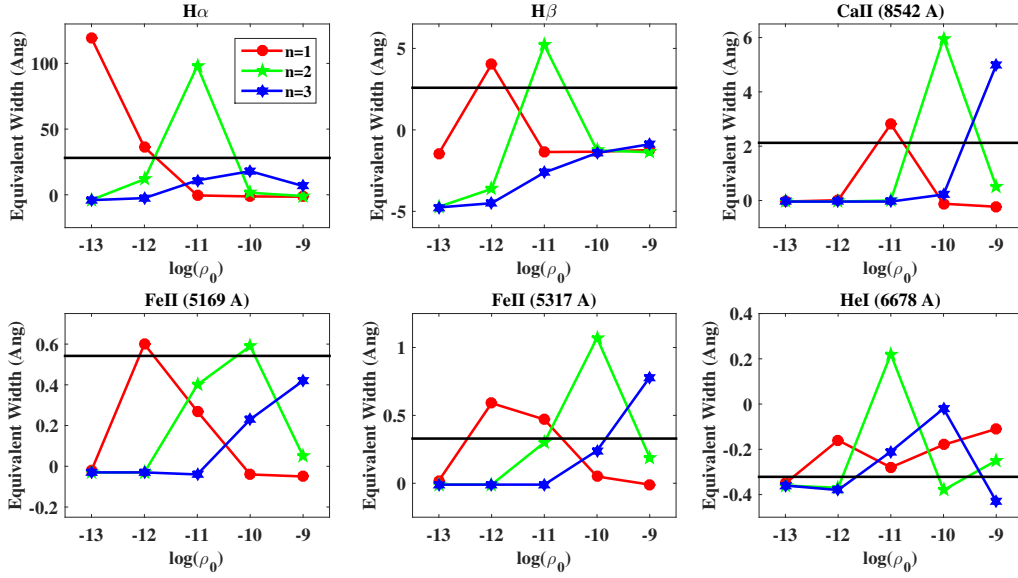 Hα
Equivalent Width (Ang)
100
50
0
-13 -12 -11 -10 -9
log(ρ0)
n=1
n=2
n=3
Hβ
Equivalent Width (Ang)
5
0
-5
-13 -12 -11 -10 -9
log(ρ0)
CaII (8542 A)
Equivalent Width (Ang)
6
4
2
0
-13 -12 -11 -10 -9
log(ρ0)
FeII (5169 A)
Equivalent Width (Ang)
0.6
0.4
0.2
0
-0.2
-13 -12 -11 -10 -9
log(ρ0)
FeII (5317 A)
Equivalent Width (Ang)
1
0.5
0
-13 -12 -11 -10 -9
log(ρ0)
HeI (6678 A)
Equivalent Width (Ang)
0.4
0.2
0
-0.2
-0.4
-13 -12 -11 -10 -9
log(ρ0)